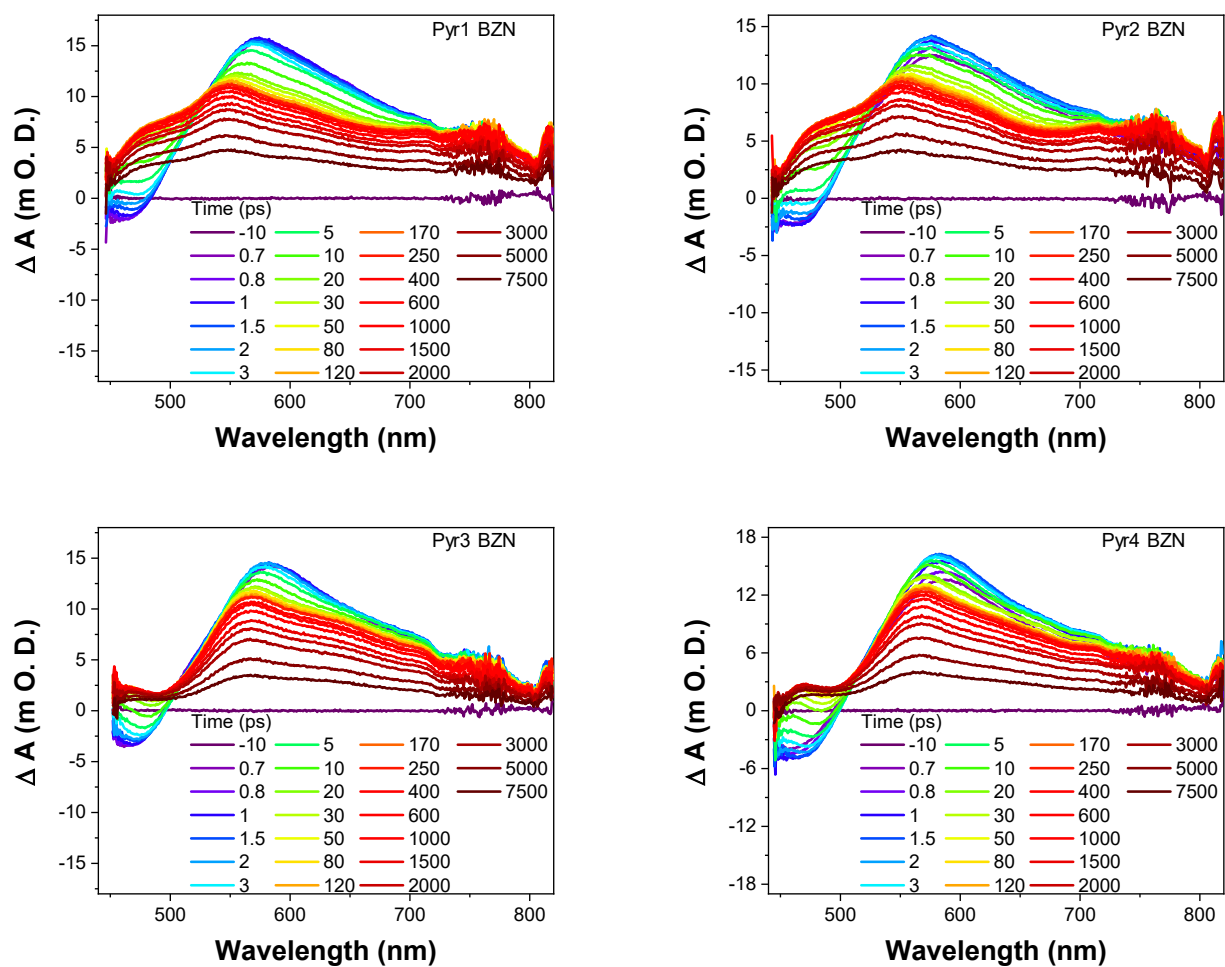 Pyr1 BZN
15
10
5
0
-5
-10
-15
Δ A (m O. D.)
Time (ps)
-10 5 170 3000
0.7 10 250 5000
0.8 20 400 7500
1 30 600
1.5 50 1000
2 80 1500
3 120 2000
500 600 700 800
Wavelength (nm)
Pyr2 BZN
15
10
5
0
-5
-10
-15
Δ A (m O. D.)
Time (ps)
-10 5 170 3000
0.7 10 250 5000
0.8 20 400 7500
1 30 600
1.5 50 1000
2 80 1500
3 120 2000
500 600 700 800
Wavelength (nm)
Pyr3 BZN
15
10
5
0
-5
-10
-15
Δ A (m O. D.)
Time (ps)
-10 5 170 3000
0.7 10 250 5000
0.8 20 400 7500
1 30 600
1.5 50 1000
2 80 1500
3 120 2000
500 600 700 800
Wavelength (nm)
Pyr4 BZN
18
12
6
0
-6
-12
-18
Δ A (m O. D.)
Time (ps)
-10 5 170 3000
0.7 10 250 5000
0.8 20 400 7500
1 30 600
1.5 50 1000
2 80 1500
3 120 2000
500 600 700 800
Wavelength (nm)